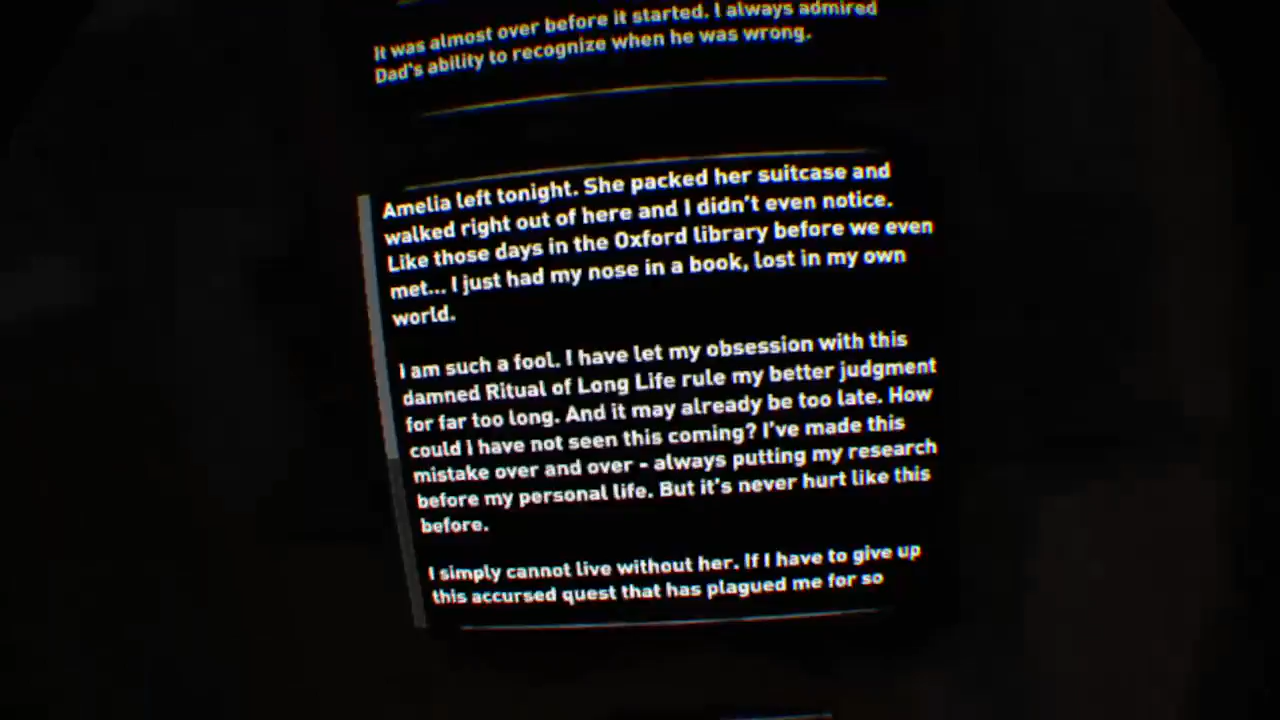 It was almost over before it started. I always admired
Dad's ability to recognize when he was wrong.
Amelia left tonight. She packed her suitcase and
walked right out of here and I didn't even notice.
Like those days in the Oxford library before we even
met... I just had my nose in a book, lost in my own
world.
I am such a fool. I have let my obsession with this
damned Ritual of Long Life rule my better judgment
for far too long. And it may already be too late. How
could I have not seen this coming? I've made this
mistake over and over - always putting my research
before my personal life. But it's never hurt like this
before.
I simply cannot live without her. If I have to give up
this accursed quest that has plagued me for so